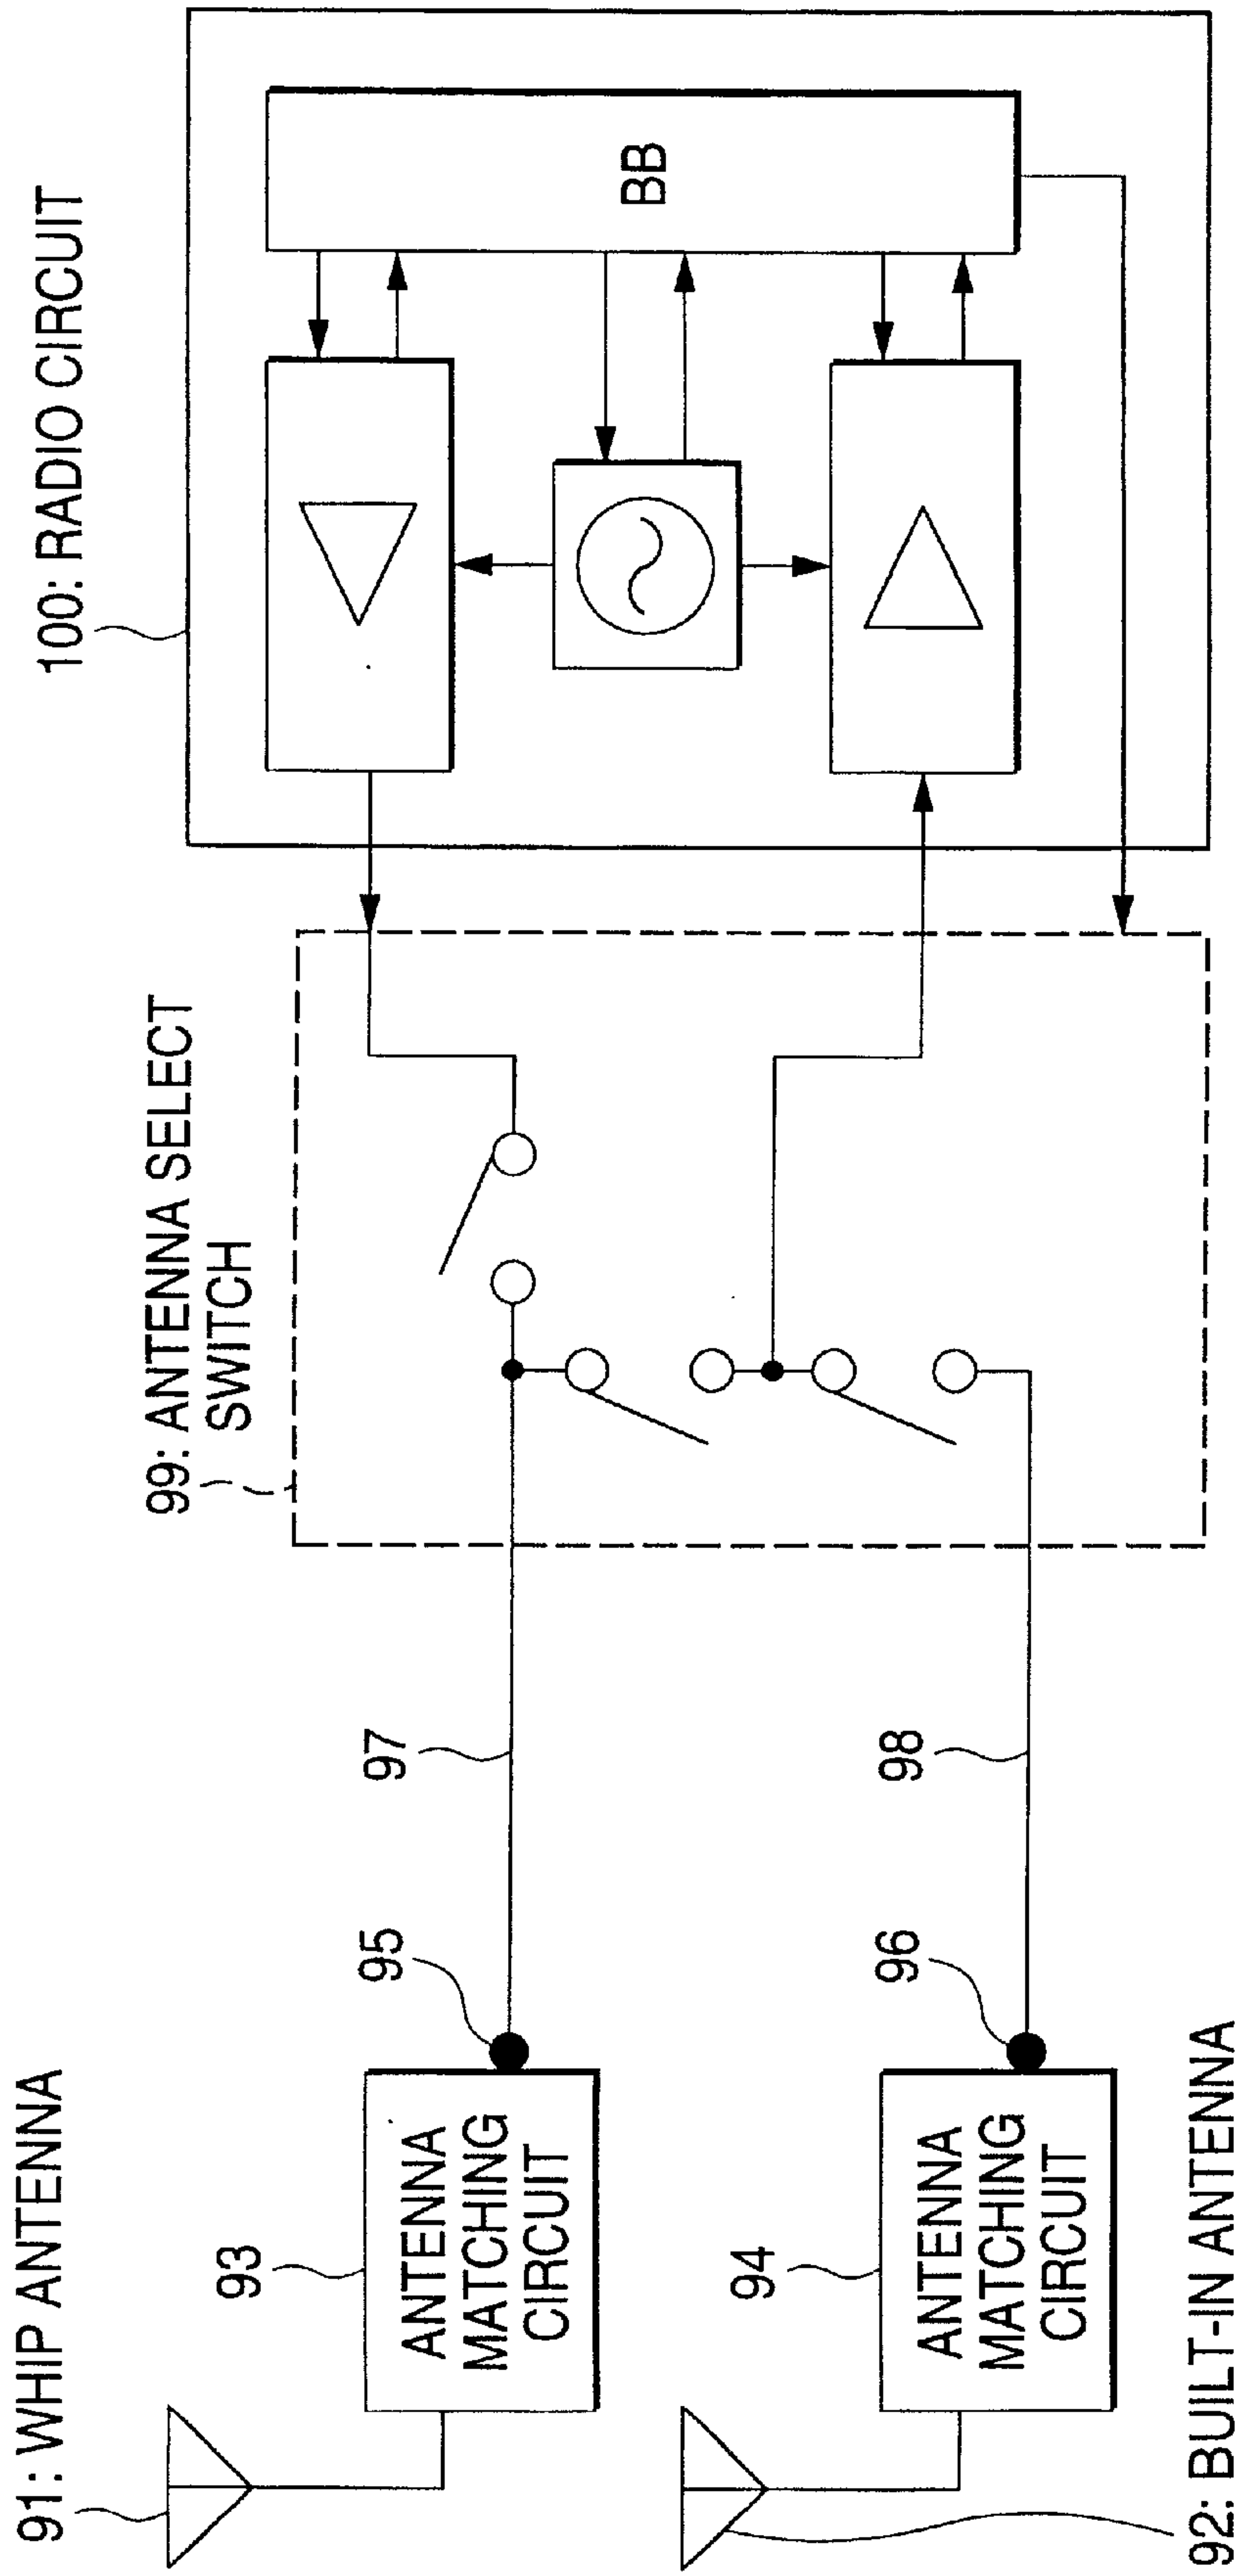 91: WHIP ANTENNA
93
ANTENNA
MATCHING
CIRCUIT
95
97
99: ANTENNA SELECT
SWITCH
100: RADIO CIRCUIT
BB
94
ANTENNA
MATCHING
CIRCUIT
96
98
92: BUILT-IN ANTENNA